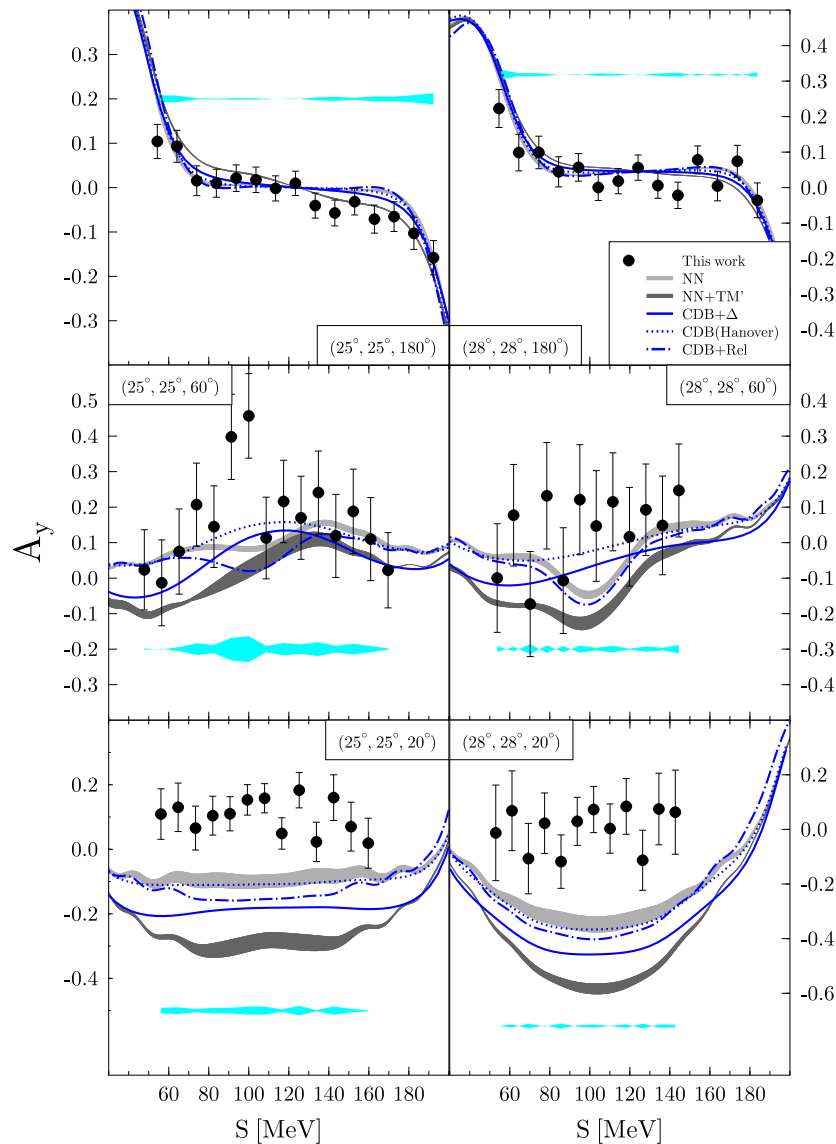 0.3
0.2
0.1
0.0
-0.1
-0.2
-0.3
(25°, 25°, 180°)
0.4
0.3
0.2
0.1
0.0
-0.1
-0.2
-0.3
-0.4
This work
NN
NN+TM'
CDB+Δ
CDB(Hanover)
CDB+Rel
(28°, 28°, 180°)
A_y
0.5
0.4
0.3
0.2
0.1
0.0
-0.1
-0.2
-0.3
(25°, 25°, 60°)
0.4
0.3
0.2
0.1
0.0
-0.1
-0.2
-0.3
-0.4
(28°, 28°, 60°)
0.2
0.0
-0.2
-0.4
(25°, 25°, 20°)
0.2
0.0
-0.2
-0.4
-0.6
(28°, 28°, 20°)
60 80 100 120 140 160 180
60 80 100 120 140 160 180
S [MeV]
S [MeV]